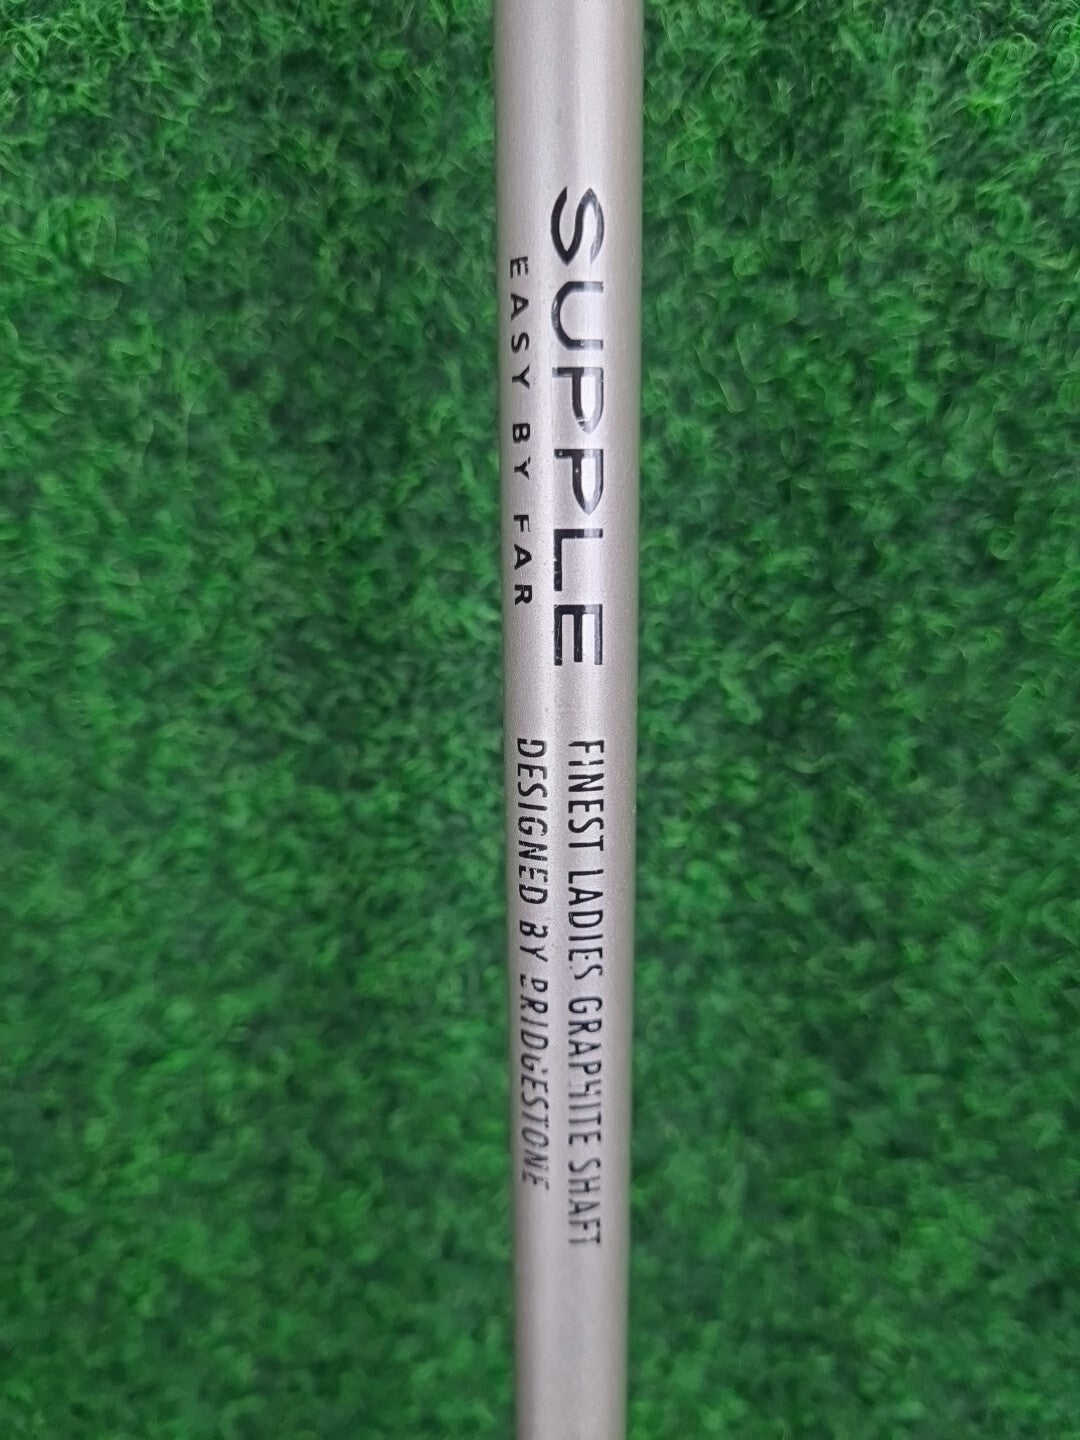 SUPPLE
EASY BY FAR
FINEST LADIES GRAPHITE SHAFT
DESIGNED BY BRIDGESTONE